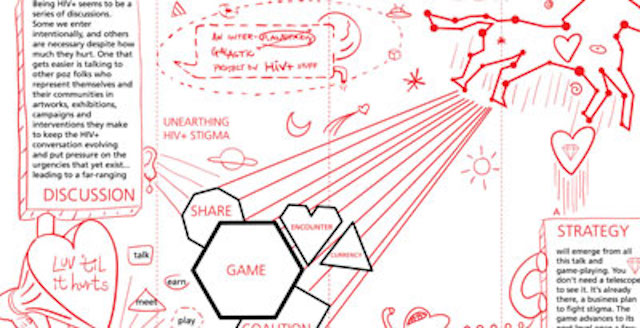 Being HIV+ seems to be a
series of discussions.
Some we enter
intentionally, and others
are necessary despite how
much they hurt. One that
gets easier is talking to
other poz folks who
represent themselves and
their communities in
artworks, exhibitions,
campaigns and
interventions they make
to keep the HIV+
conversation evolving
and put pressure on the
urgencies that yet exist...
leading to a far-ranging
DISCUSSION
AN INTER-
GALACTIC
PROJECT ON HIV+
UNEARTHING
HIV+ STIGMA
SHARE
ENCOUNTER
CURRENCY
GAME
COALITION
LUV 'TIL
it hurts
talk
earn
meet
play
A
STRATEGY
will emerge from all
this talk and
game-playing. You
don't need a telescope
to see it. It's already
there, a business plan
to fight stigma. The
game advances to its